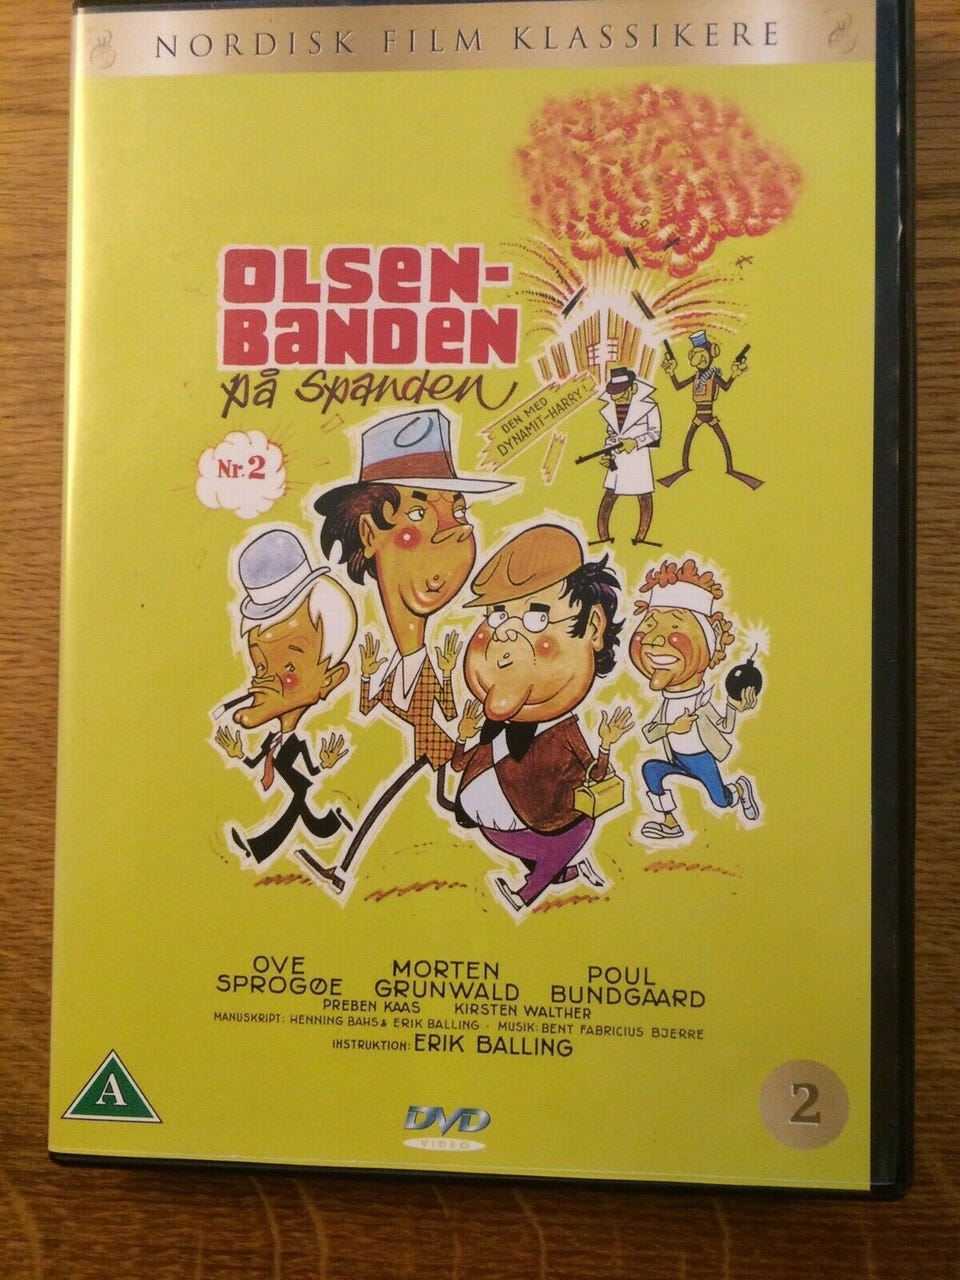 NORDISK FILM KLASSIKERE
OLSEN-
BANDEN
på spanden
DEN MED
DYNAMIT-HARRY!
Nr. 2
OVE
SPROGØE
MORTEN
GRUNWALD
POUL
BUNDGAARD
PREBEN KAAS KIRSTEN WALTHER
MANUSKRIPT: HENNING BAHS & ERIK BALLING · MUSIK: BENT FABRICIUS BJERRE
INSTRUKTION: ERIK BALLING
A
DVD
VIDEO
2